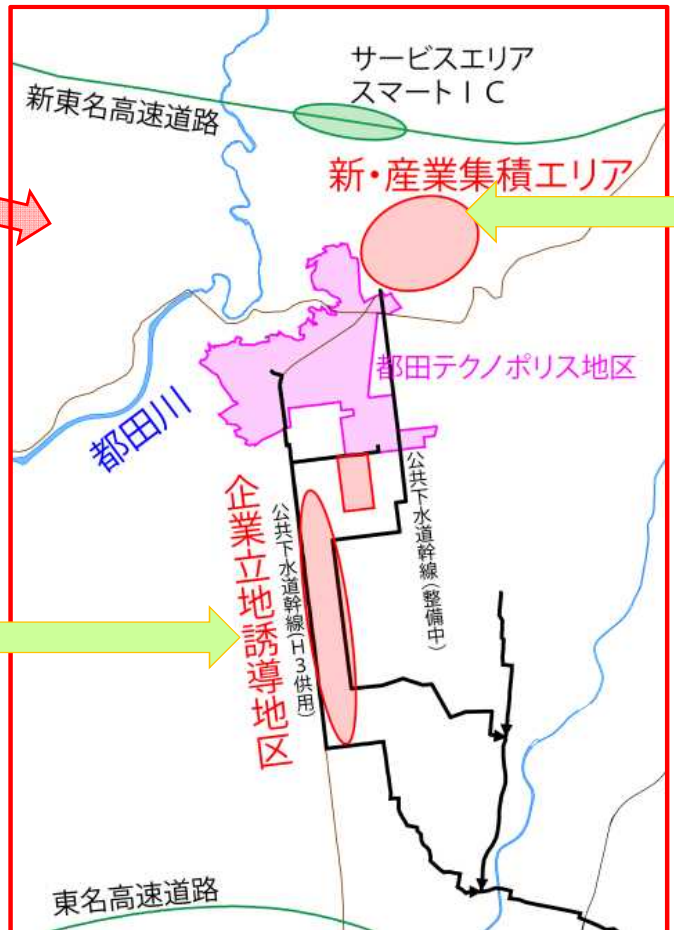 サービスエリア
スマートＩＣ
新東名高速道路
新・産業集積エリア
都田テクノポリス地区
都田川
公共下水道幹線（整備中）
企業立地誘導地区
公共下水道幹線（H３供用）
東名高速道路